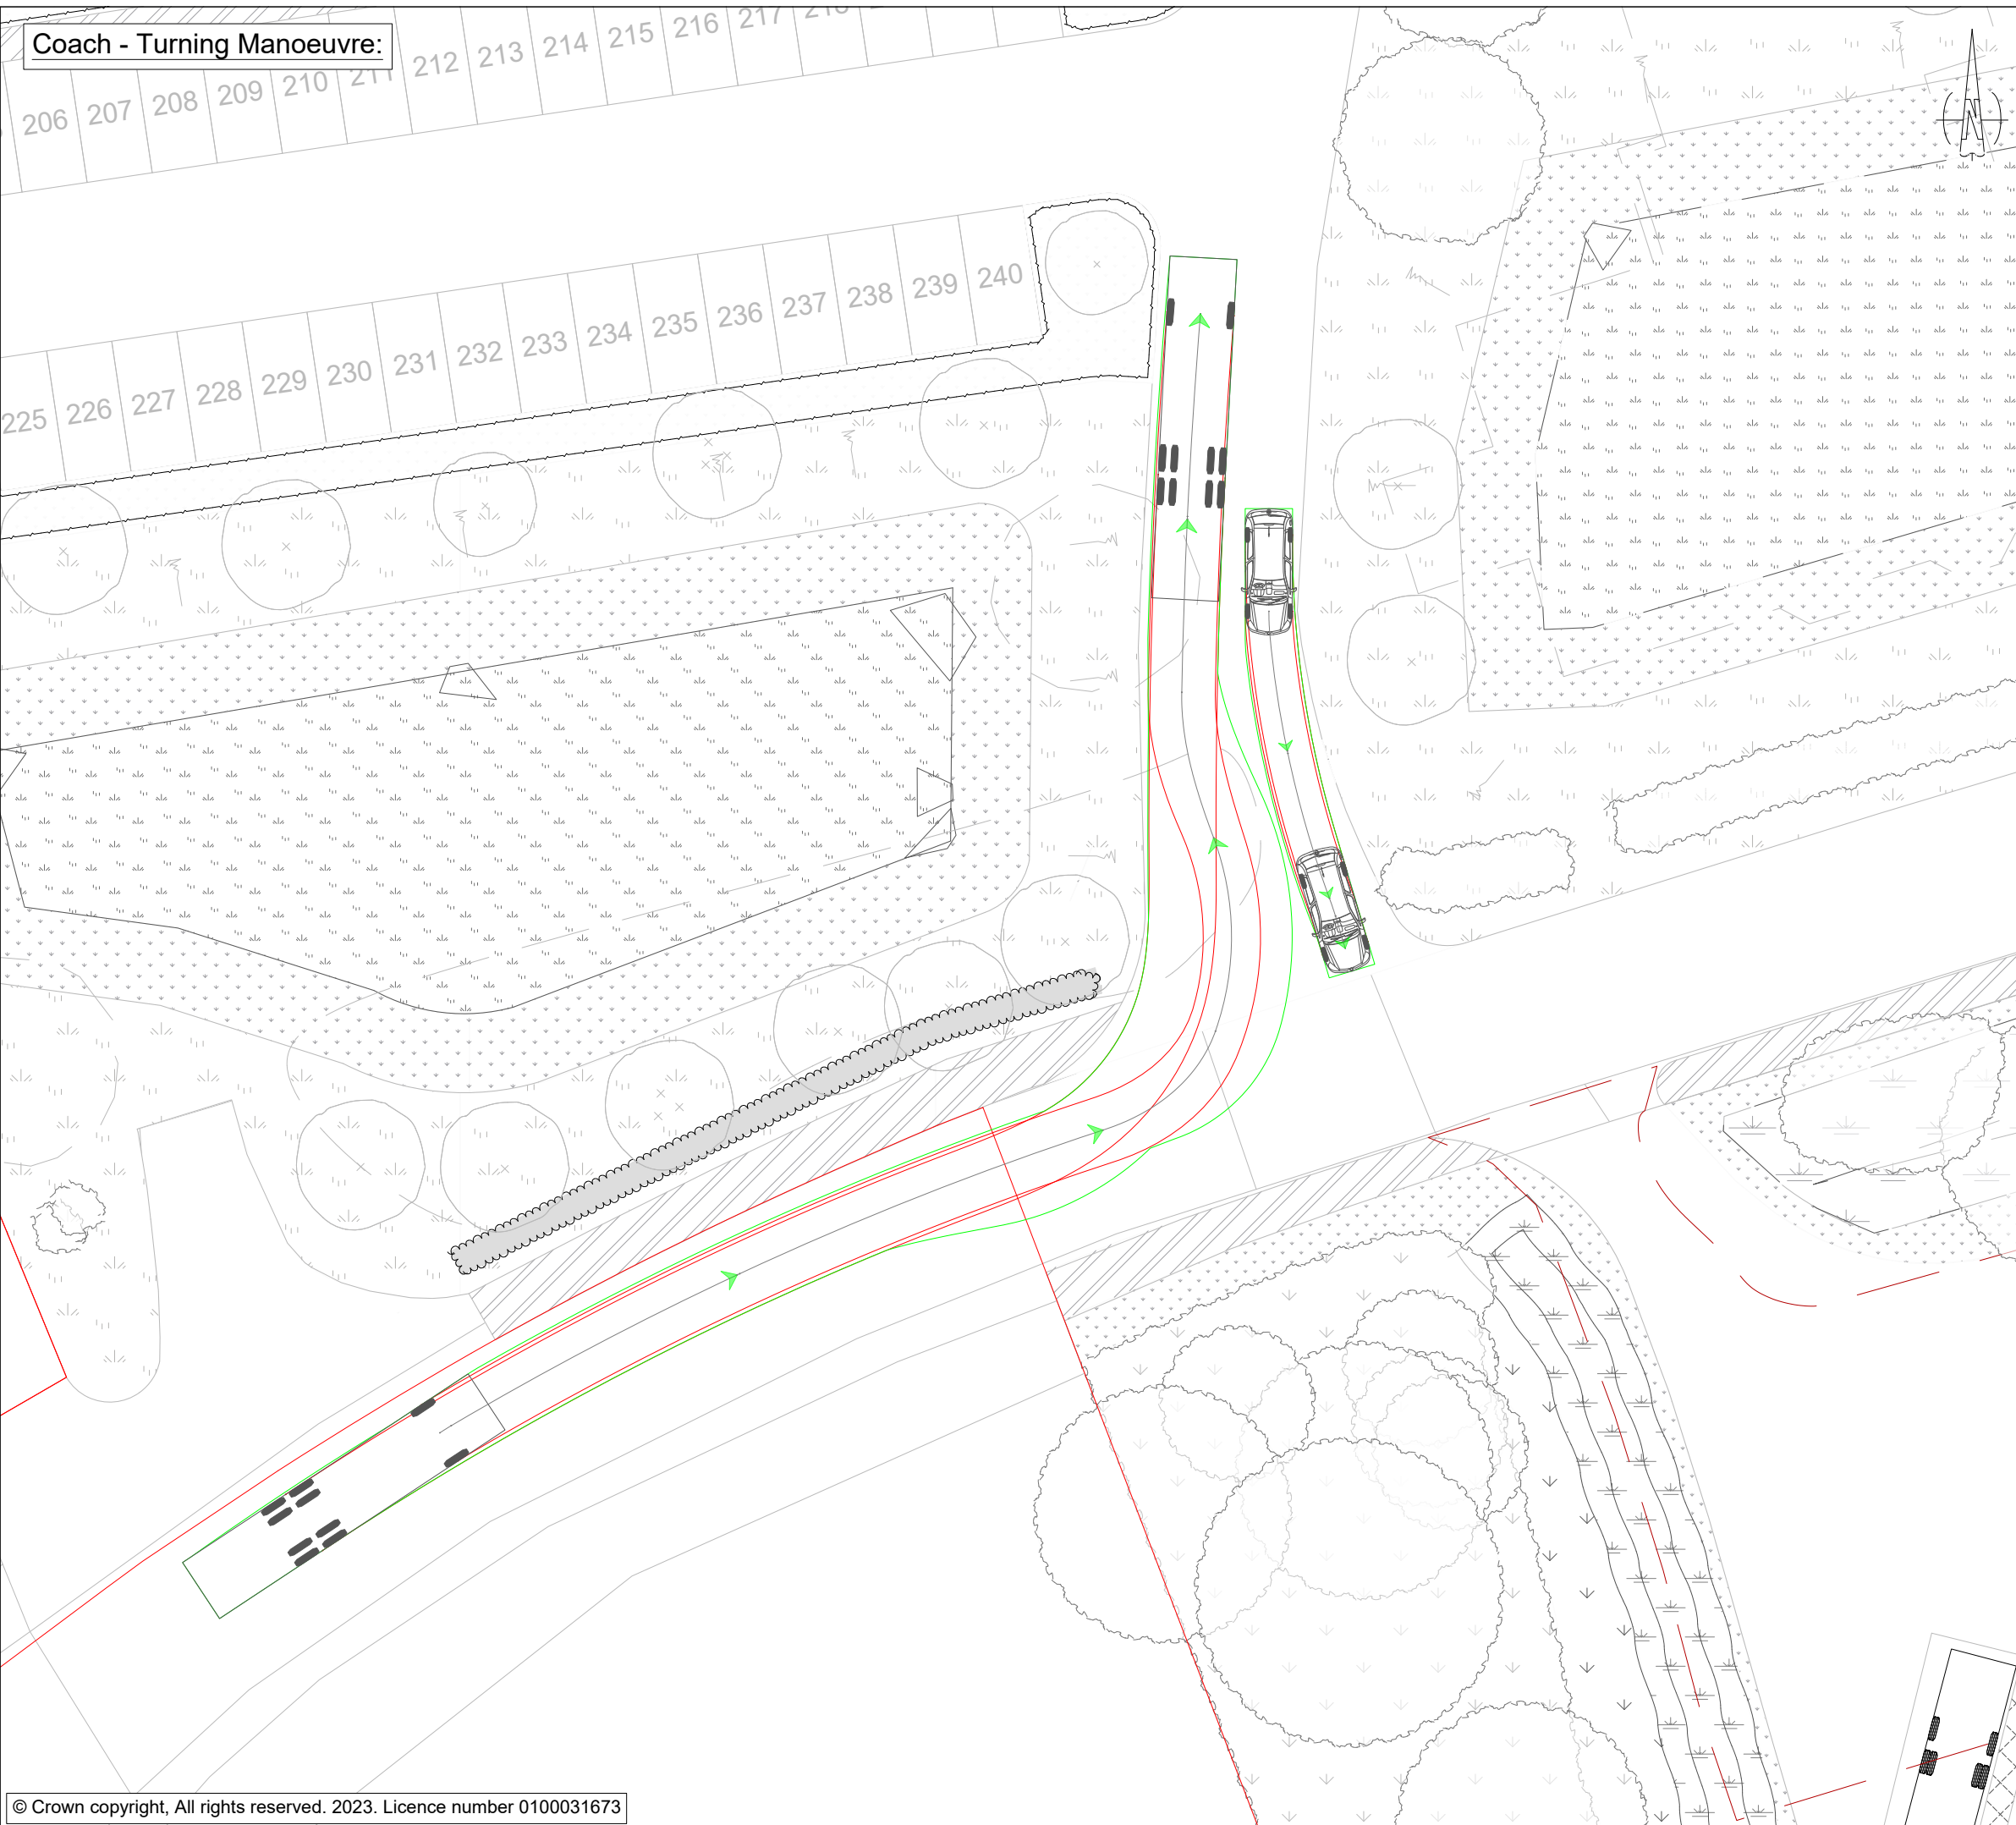 Coach - Turning Manoeuvre:
206 207 208 209 210 211 212 213 214 215 216 217 218
N
225 226 227 228 229 230 231 232 233 234 235 236 237 238 239 240
© Crown copyright, All rights reserved. 2023. Licence number 0100031673